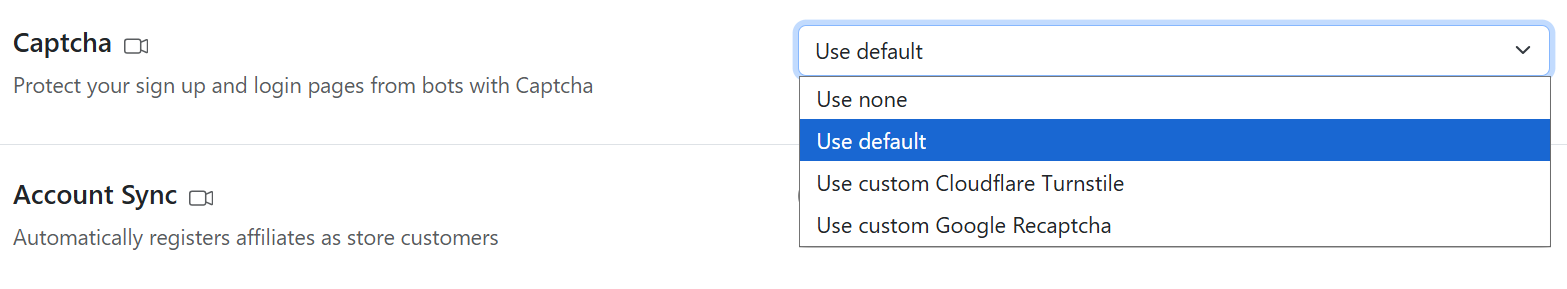 Captcha
Use default
Protect your sign up and login pages from bots with Captcha
Use none
Use default
Use custom Cloudflare Turnstile
Use custom Google Recaptcha
Account Sync
Automatically registers affiliates as store customers